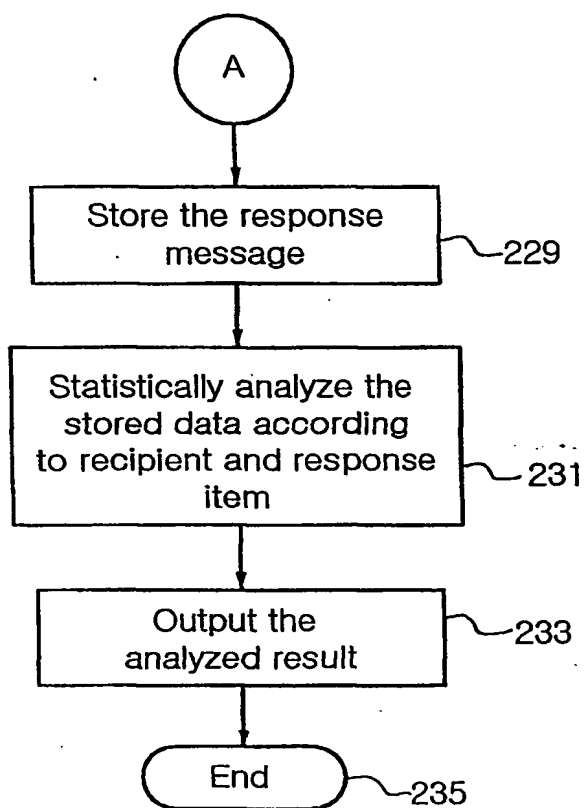 A
Store the response
message
229
Statistically analyze the
stored data according
to recipient and response
item
231
Output the
analyzed result
233
End
235